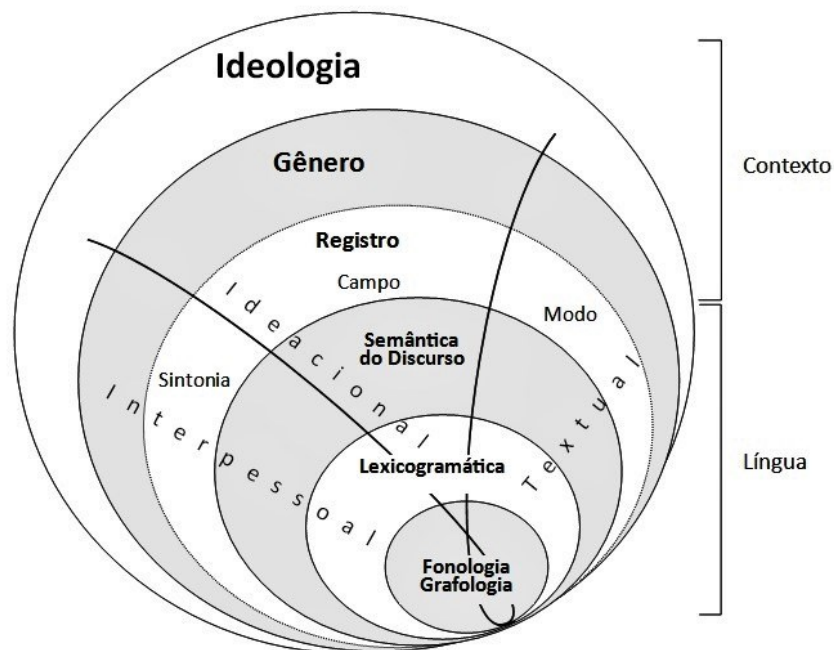 Ideologia
Gênero
Contexto
Registro
Campo
Modo
Ideacional
Semântica
do Discurso
Sintonia
Interpessoal
Textual
Lexicogramática
Língua
Fonologia
Grafologia